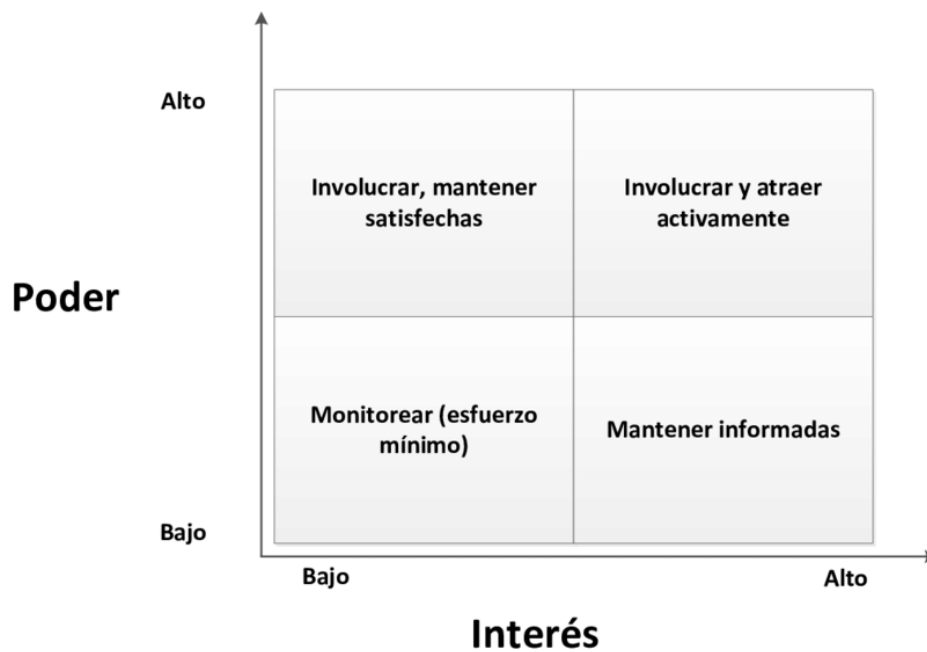 Alto
Involucrar, mantener
satisfechas
Involucrar y atraer
activamente
Poder
Monitorear (esfuerzo
mínimo)
Mantener informadas
Bajo
Bajo
Alto
Interés